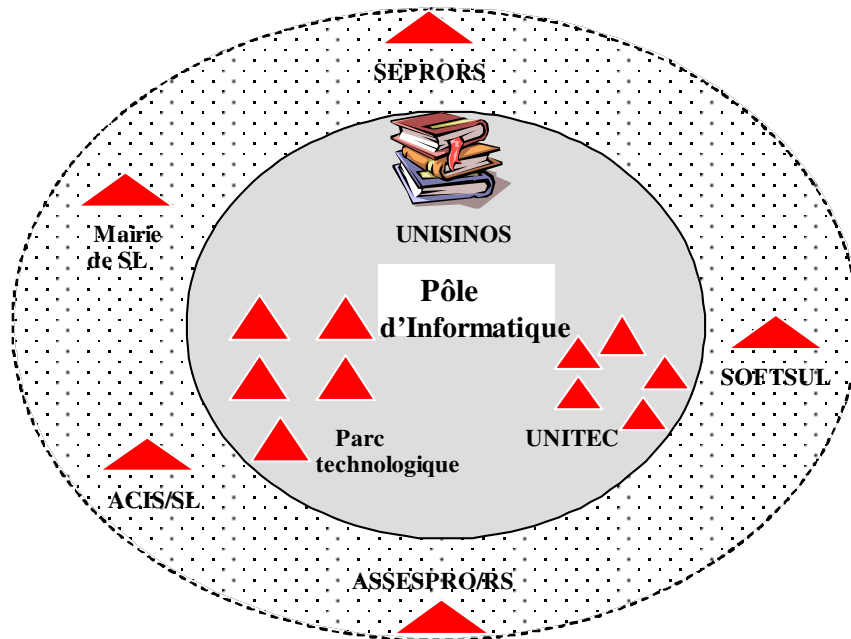 SEPRORS
UNISINOS
Mairie
de SL
Pôle
d'Informatique
SOFTSUL
Parc
technologique
UNITEC
ACIS/SL
ASSESPRO/RS